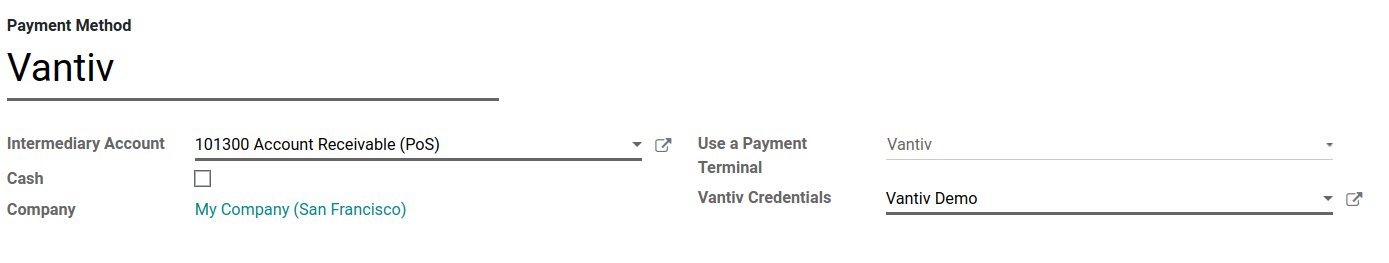 Payment Method
Vantiv
Intermediary Account 101300 Account Receivable (PoS)
Cash
Company My Company (San Francisco)
Use a Payment Vantiv
Terminal
Vantiv Credentials Vantiv Demo